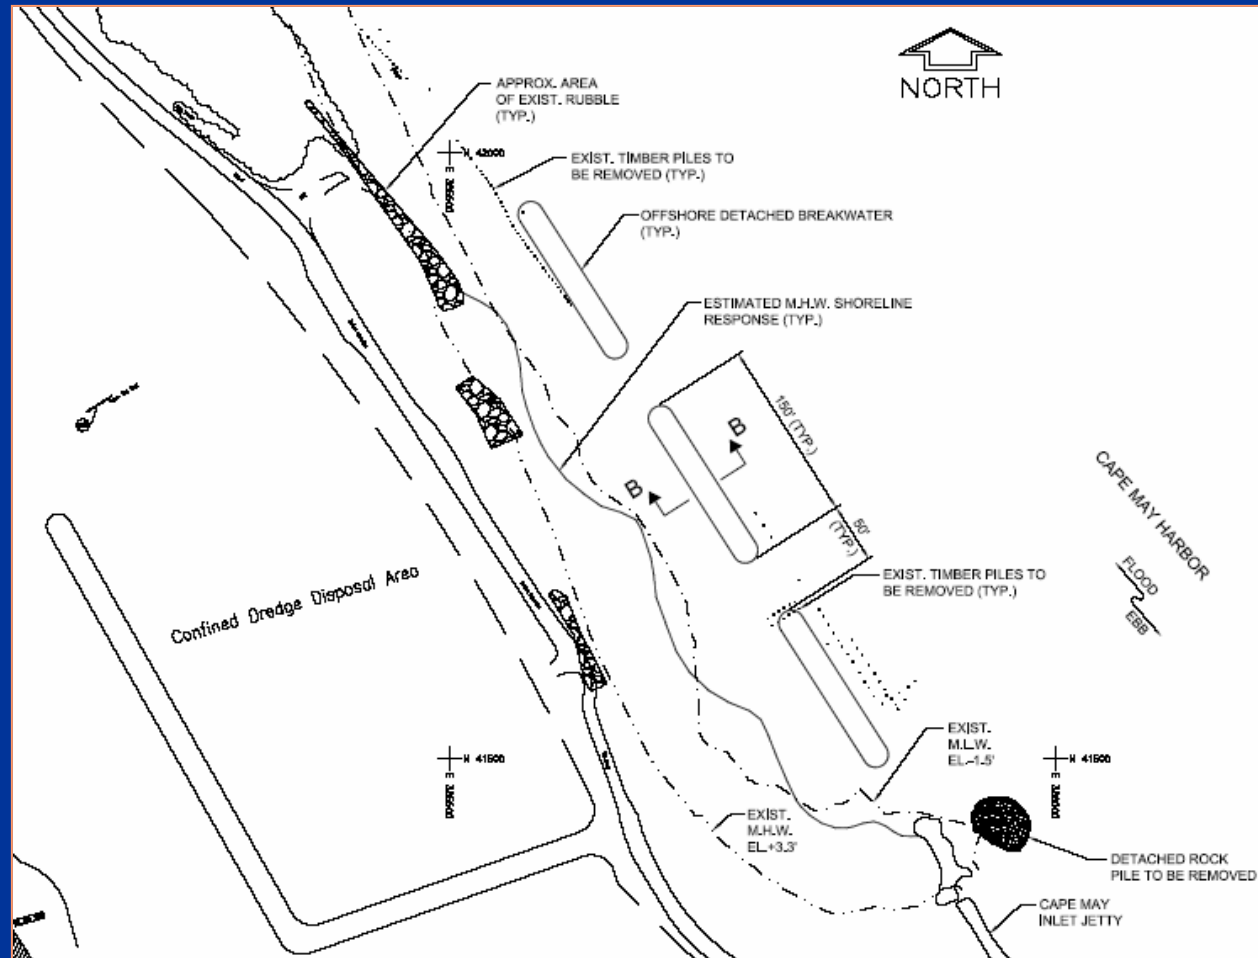 NORTH
APPROX. AREA
OF EXIST. RUBBLE
(TYP.)
N 42000
EXIST. TIMBER PILES TO
BE REMOVED (TYP.)
OFFSHORE DETACHED BREAKWATER
(TYP.)
ESTIMATED M.H.W. SHORELINE
RESPONSE (TYP.)
150' (TYP.)
B
B
50'
(TYP.)
CAPE MAY HARBOR
FLOOD
EBB
EXIST. TIMBER PILES TO
BE REMOVED (TYP.)
Confined Dredge Disposal Area
EXIST.
M.L.W.
EL.-1.5'
N 41500
N 41500
EXIST.
M.H.W.
EL.+3.3'
DETACHED ROCK
PILE TO BE REMOVED
CAPE MAY
INLET JETTY